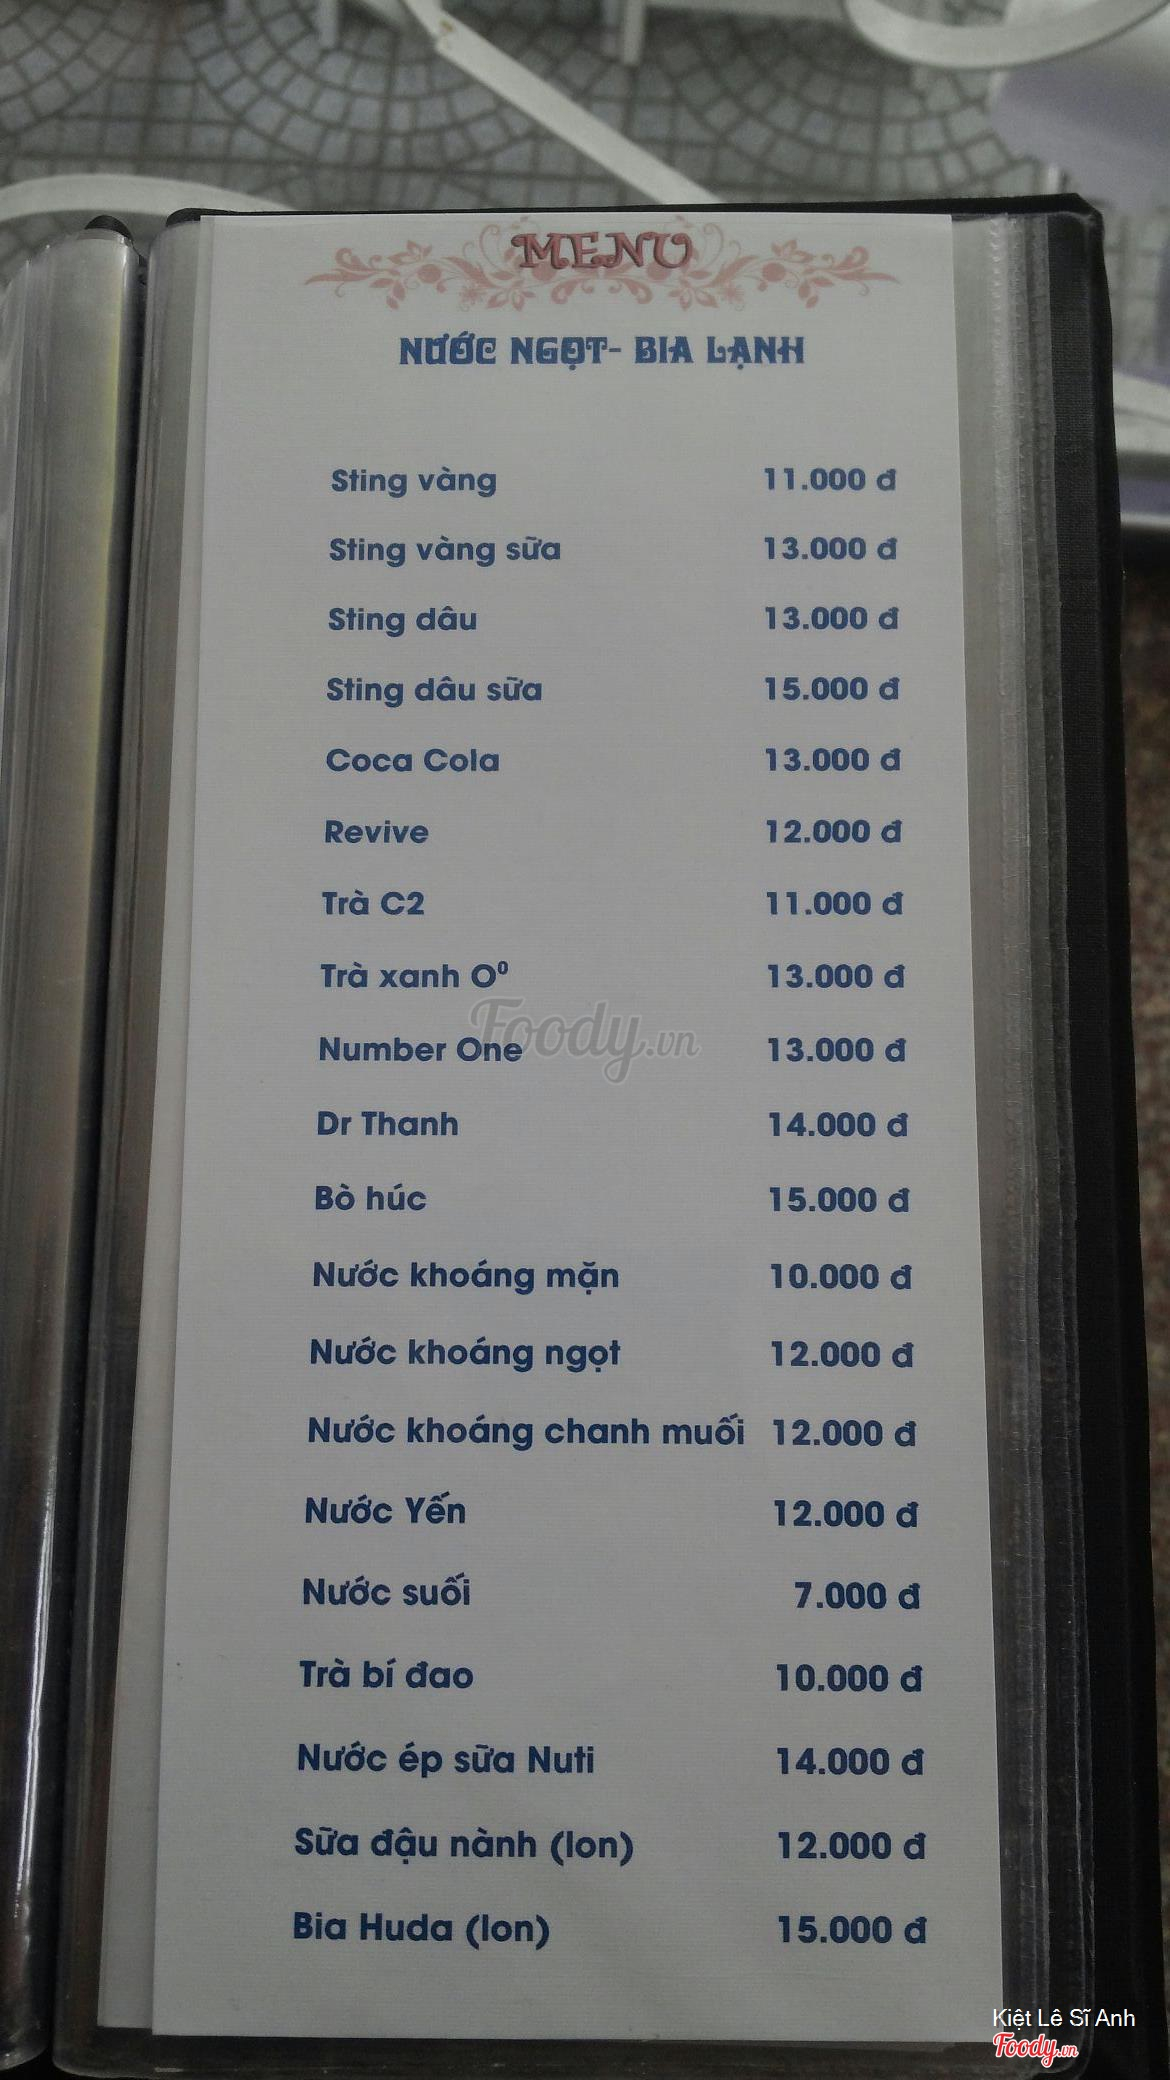 MENU
NƯỚC NGỌT- BIA LẠNH
Sting vàng 11.000 đ
Sting vàng sữa 13.000 đ
Sting dâu 13.000 đ
Sting dâu sữa 15.000 đ
Coca Cola 13.000 đ
Revive 12.000 đ
Trà C2 11.000 đ
Trà xanh O⁰ 13.000 đ
Foody.vn
Number One 13.000 đ
Dr Thanh 14.000 đ
Bò húc 15.000 đ
Nước khoáng mặn 10.000 đ
Nước khoáng ngọt 12.000 đ
Nước khoáng chanh muối 12.000 đ
Nước Yến 12.000 đ
Nước suối 7.000 đ
Trà bí đao 10.000 đ
Nước ép sữa Nuti 14.000 đ
Sữa đậu nành (lon) 12.000 đ
Bia Huda (lon) 15.000 đ
Kiệt Lê Sĩ Anh
Foody.vn